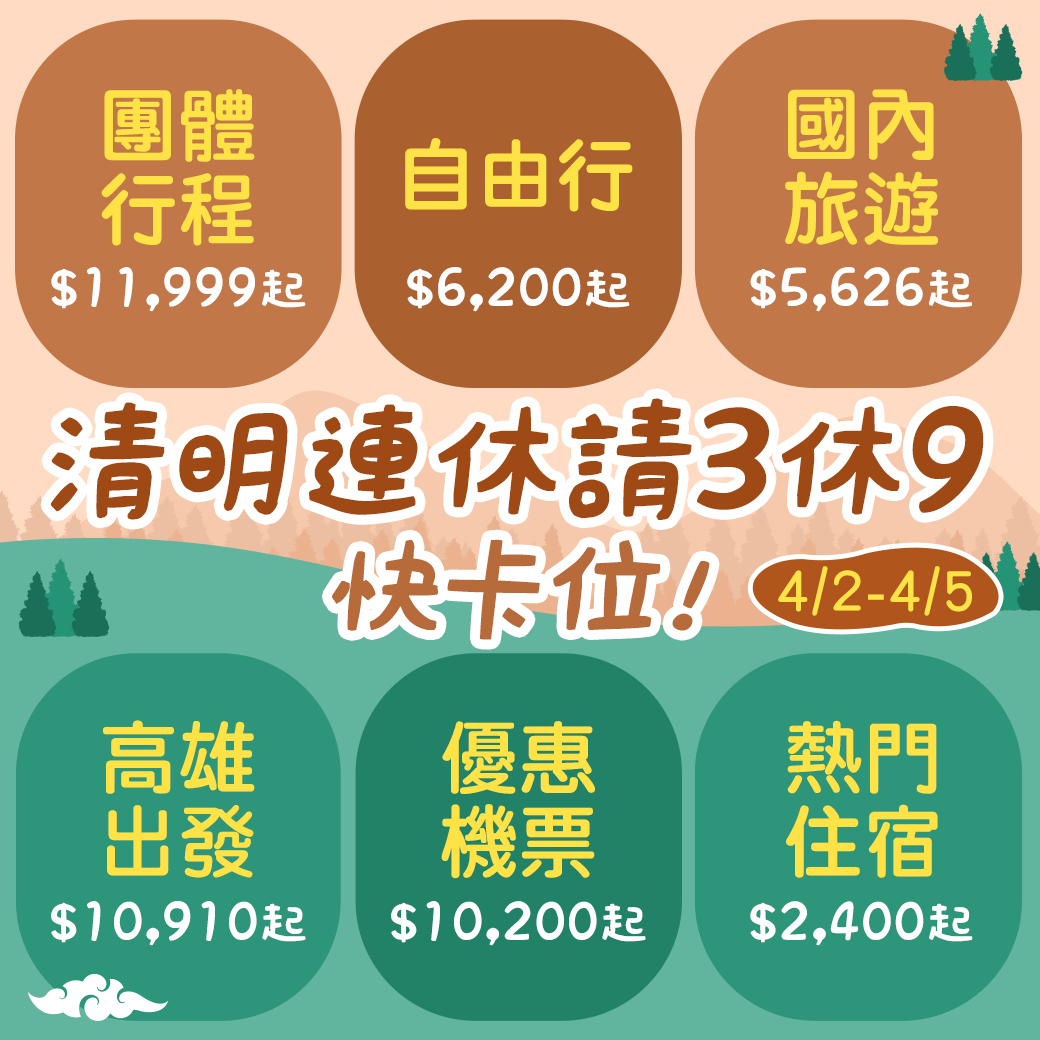 團體
行程
$11,999起
自由行
$6,200起
國內
旅遊
$5,626起
清明連休請3休9
快卡位!
4/2-4/5
高雄
出發
$10,910起
優惠
機票
$10,200起
熱門
住宿
$2,400起